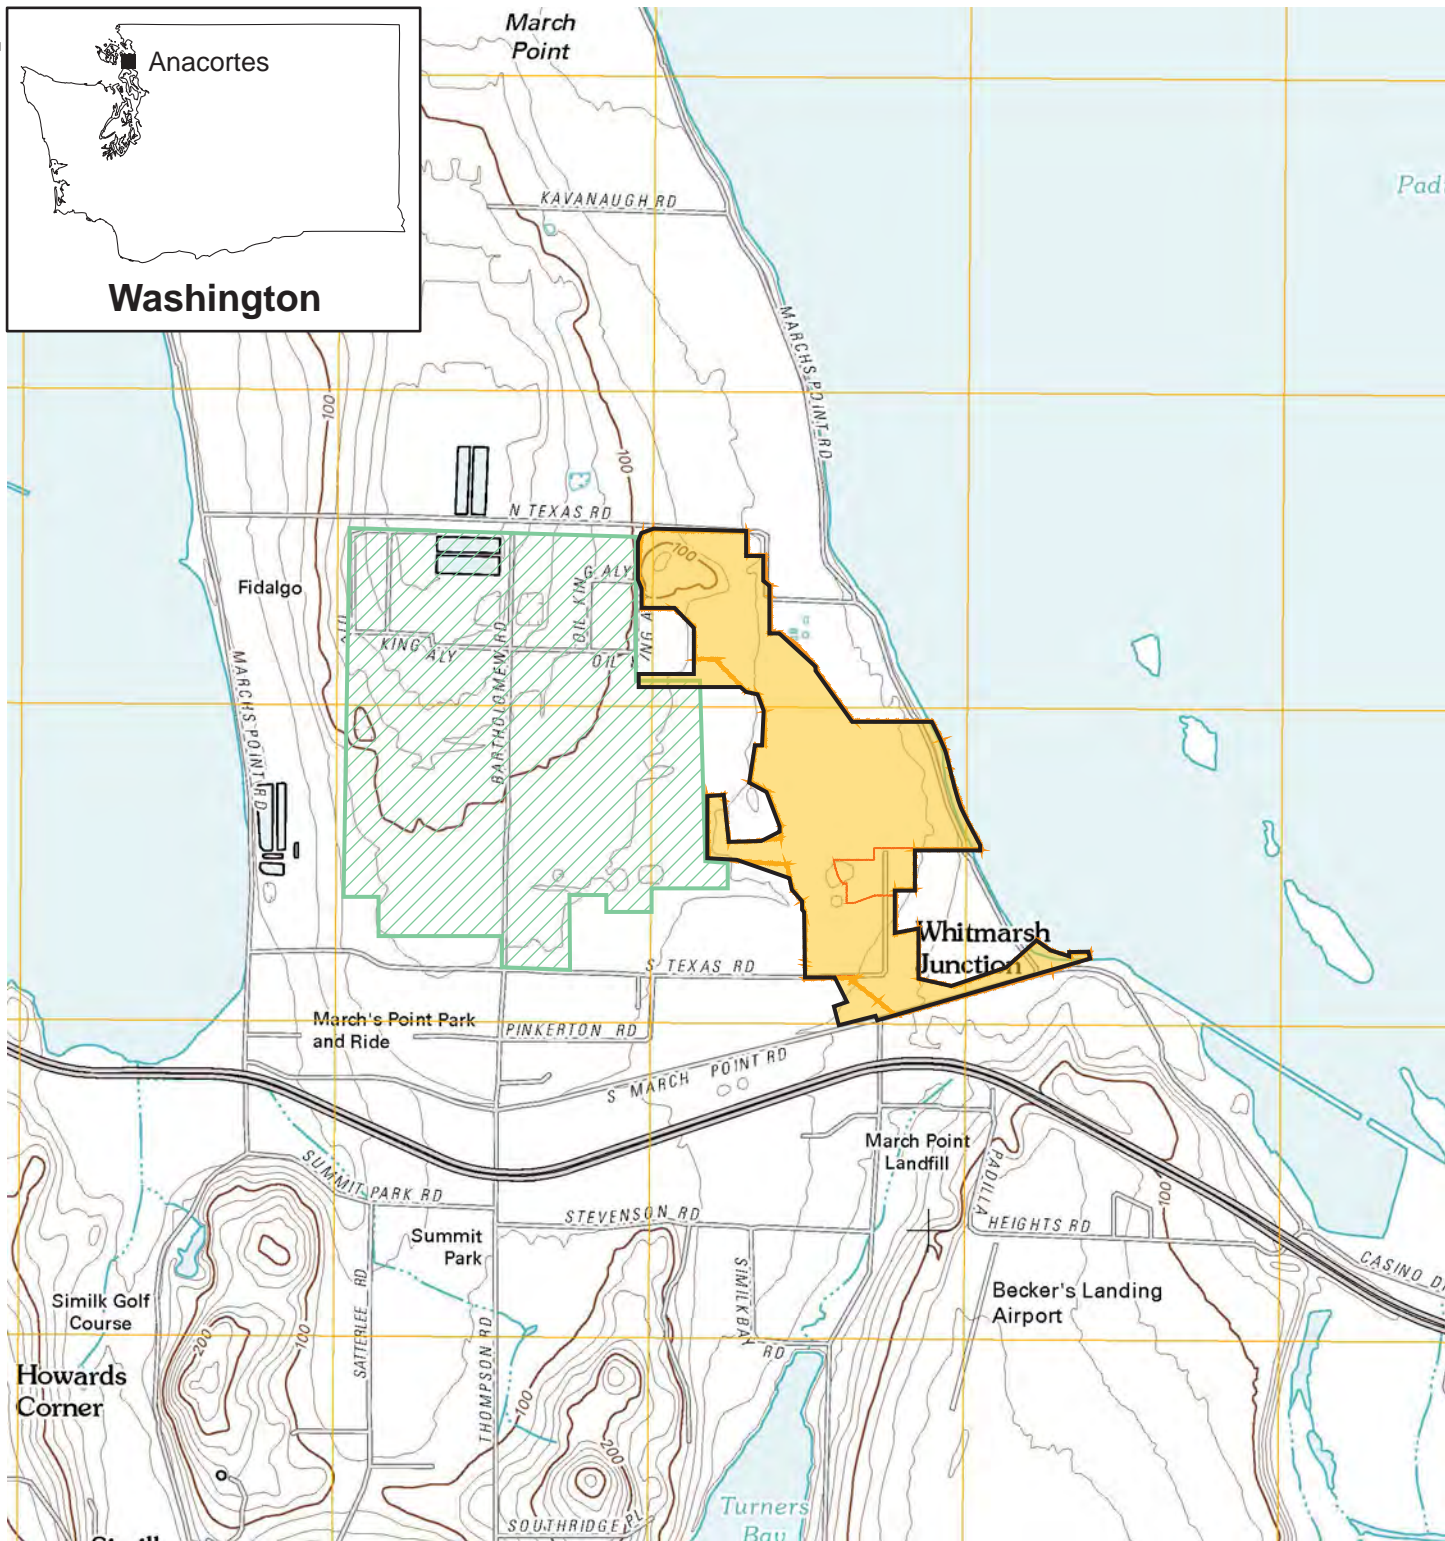 Anacortes
Washington
March
Point
Pad
KAVANAUGH RD
MARCHS POINT RD
100
100
N TEXAS RD
100
G ALY
OIL KIN
Fidalgo
KING ALY
BARTHOLOMEW RD
OIL
ING A
MARCHS POINT RD
Whitmarsh
Junction
S TEXAS RD
March's Point Park
and Ride
PINKERTON RD
S MARCH POINT RD
March Point
Landfill
PADILLA
HEIGHTS RD
100
SUMMIT PARK RD
STEVENSON RD
Summit
Park
SIMILKBAY
RD
CASINO D
Becker's Landing
Airport
Similk Golf
Course
200
100
SATTERLEE RD
THOMPSON RD
Howards
Corner
100
200
SOUTHRIDGE PL
Turners
Bay